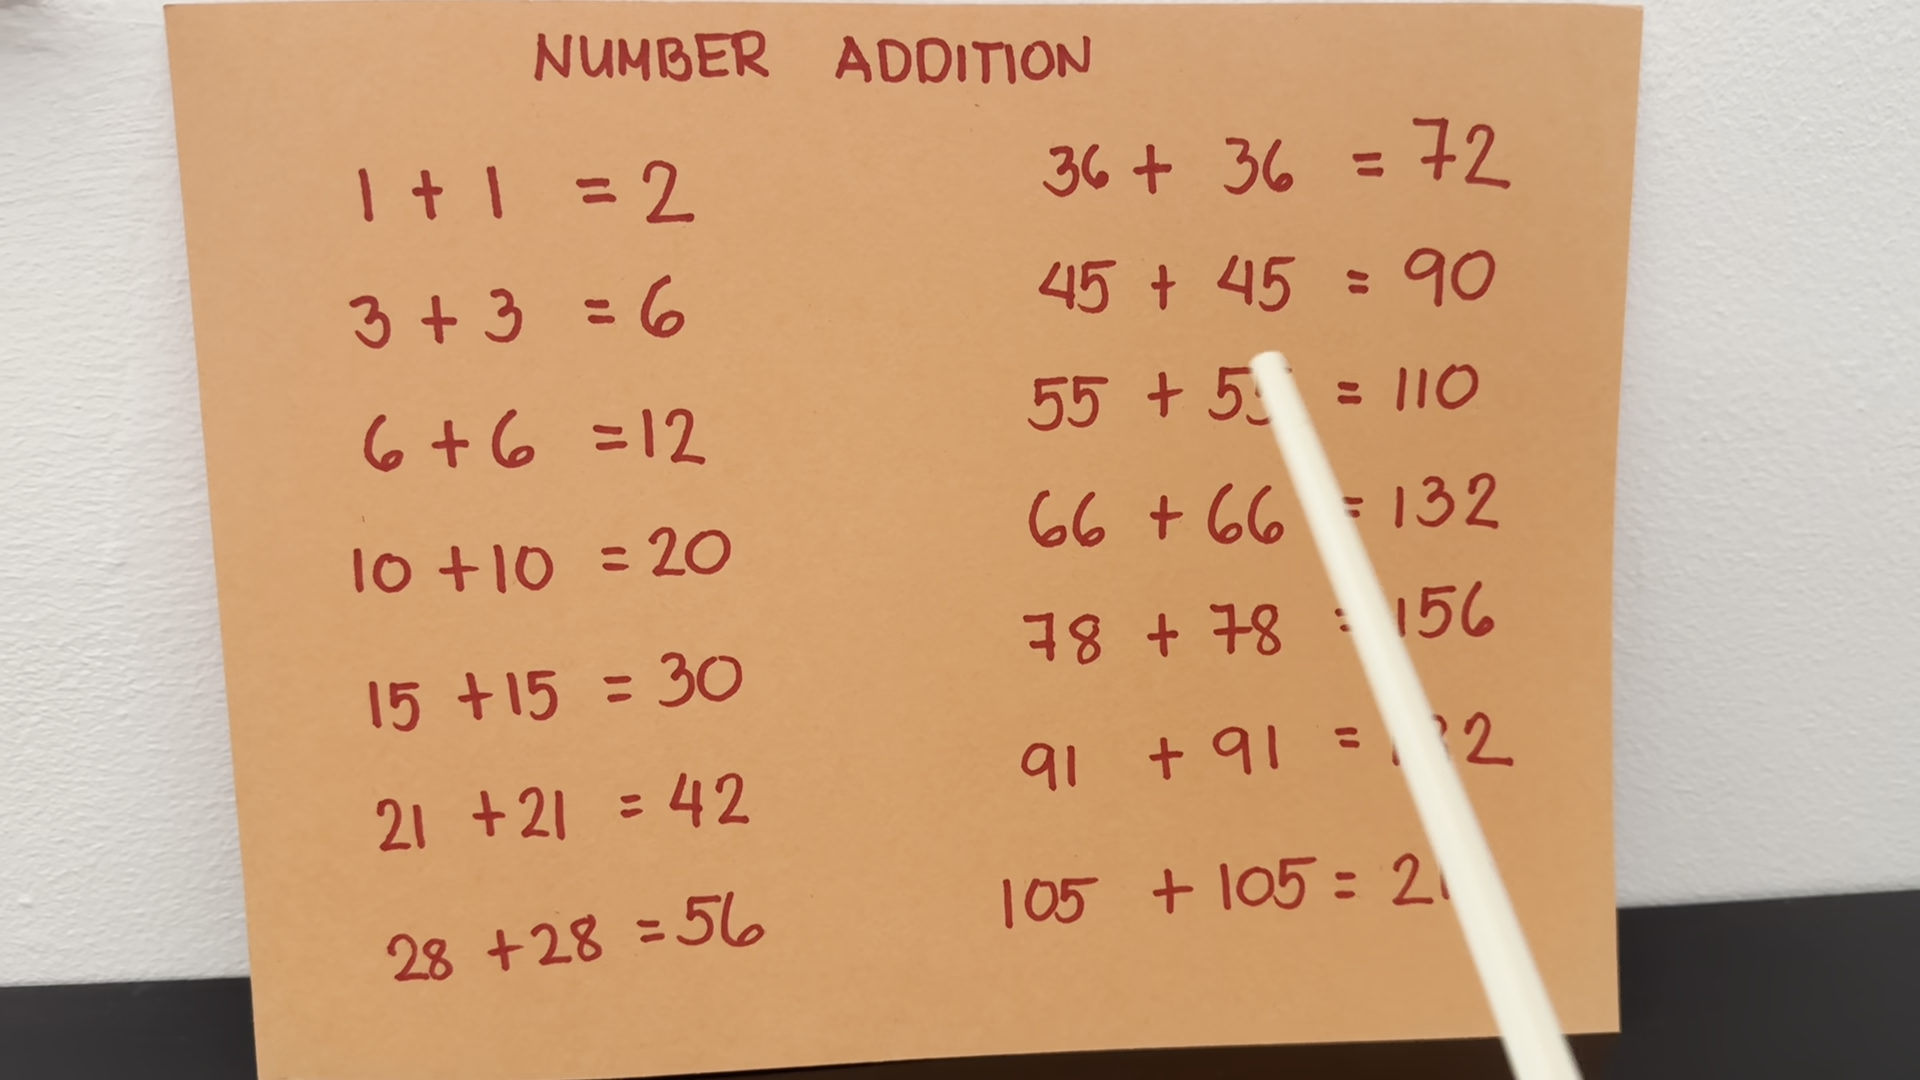 NUMBER ADDITION
1 + 1 = 2
3 + 3 = 6
6 + 6 = 12
10 + 10 = 20
15 + 15 = 30
21 + 21 = 42
28 + 28 = 56
36 + 36 = 72
45 + 45 = 90
55 + 55 = 110
66 + 66 = 132
78 + 78 = 156
91 + 91 =
105 + 105 =